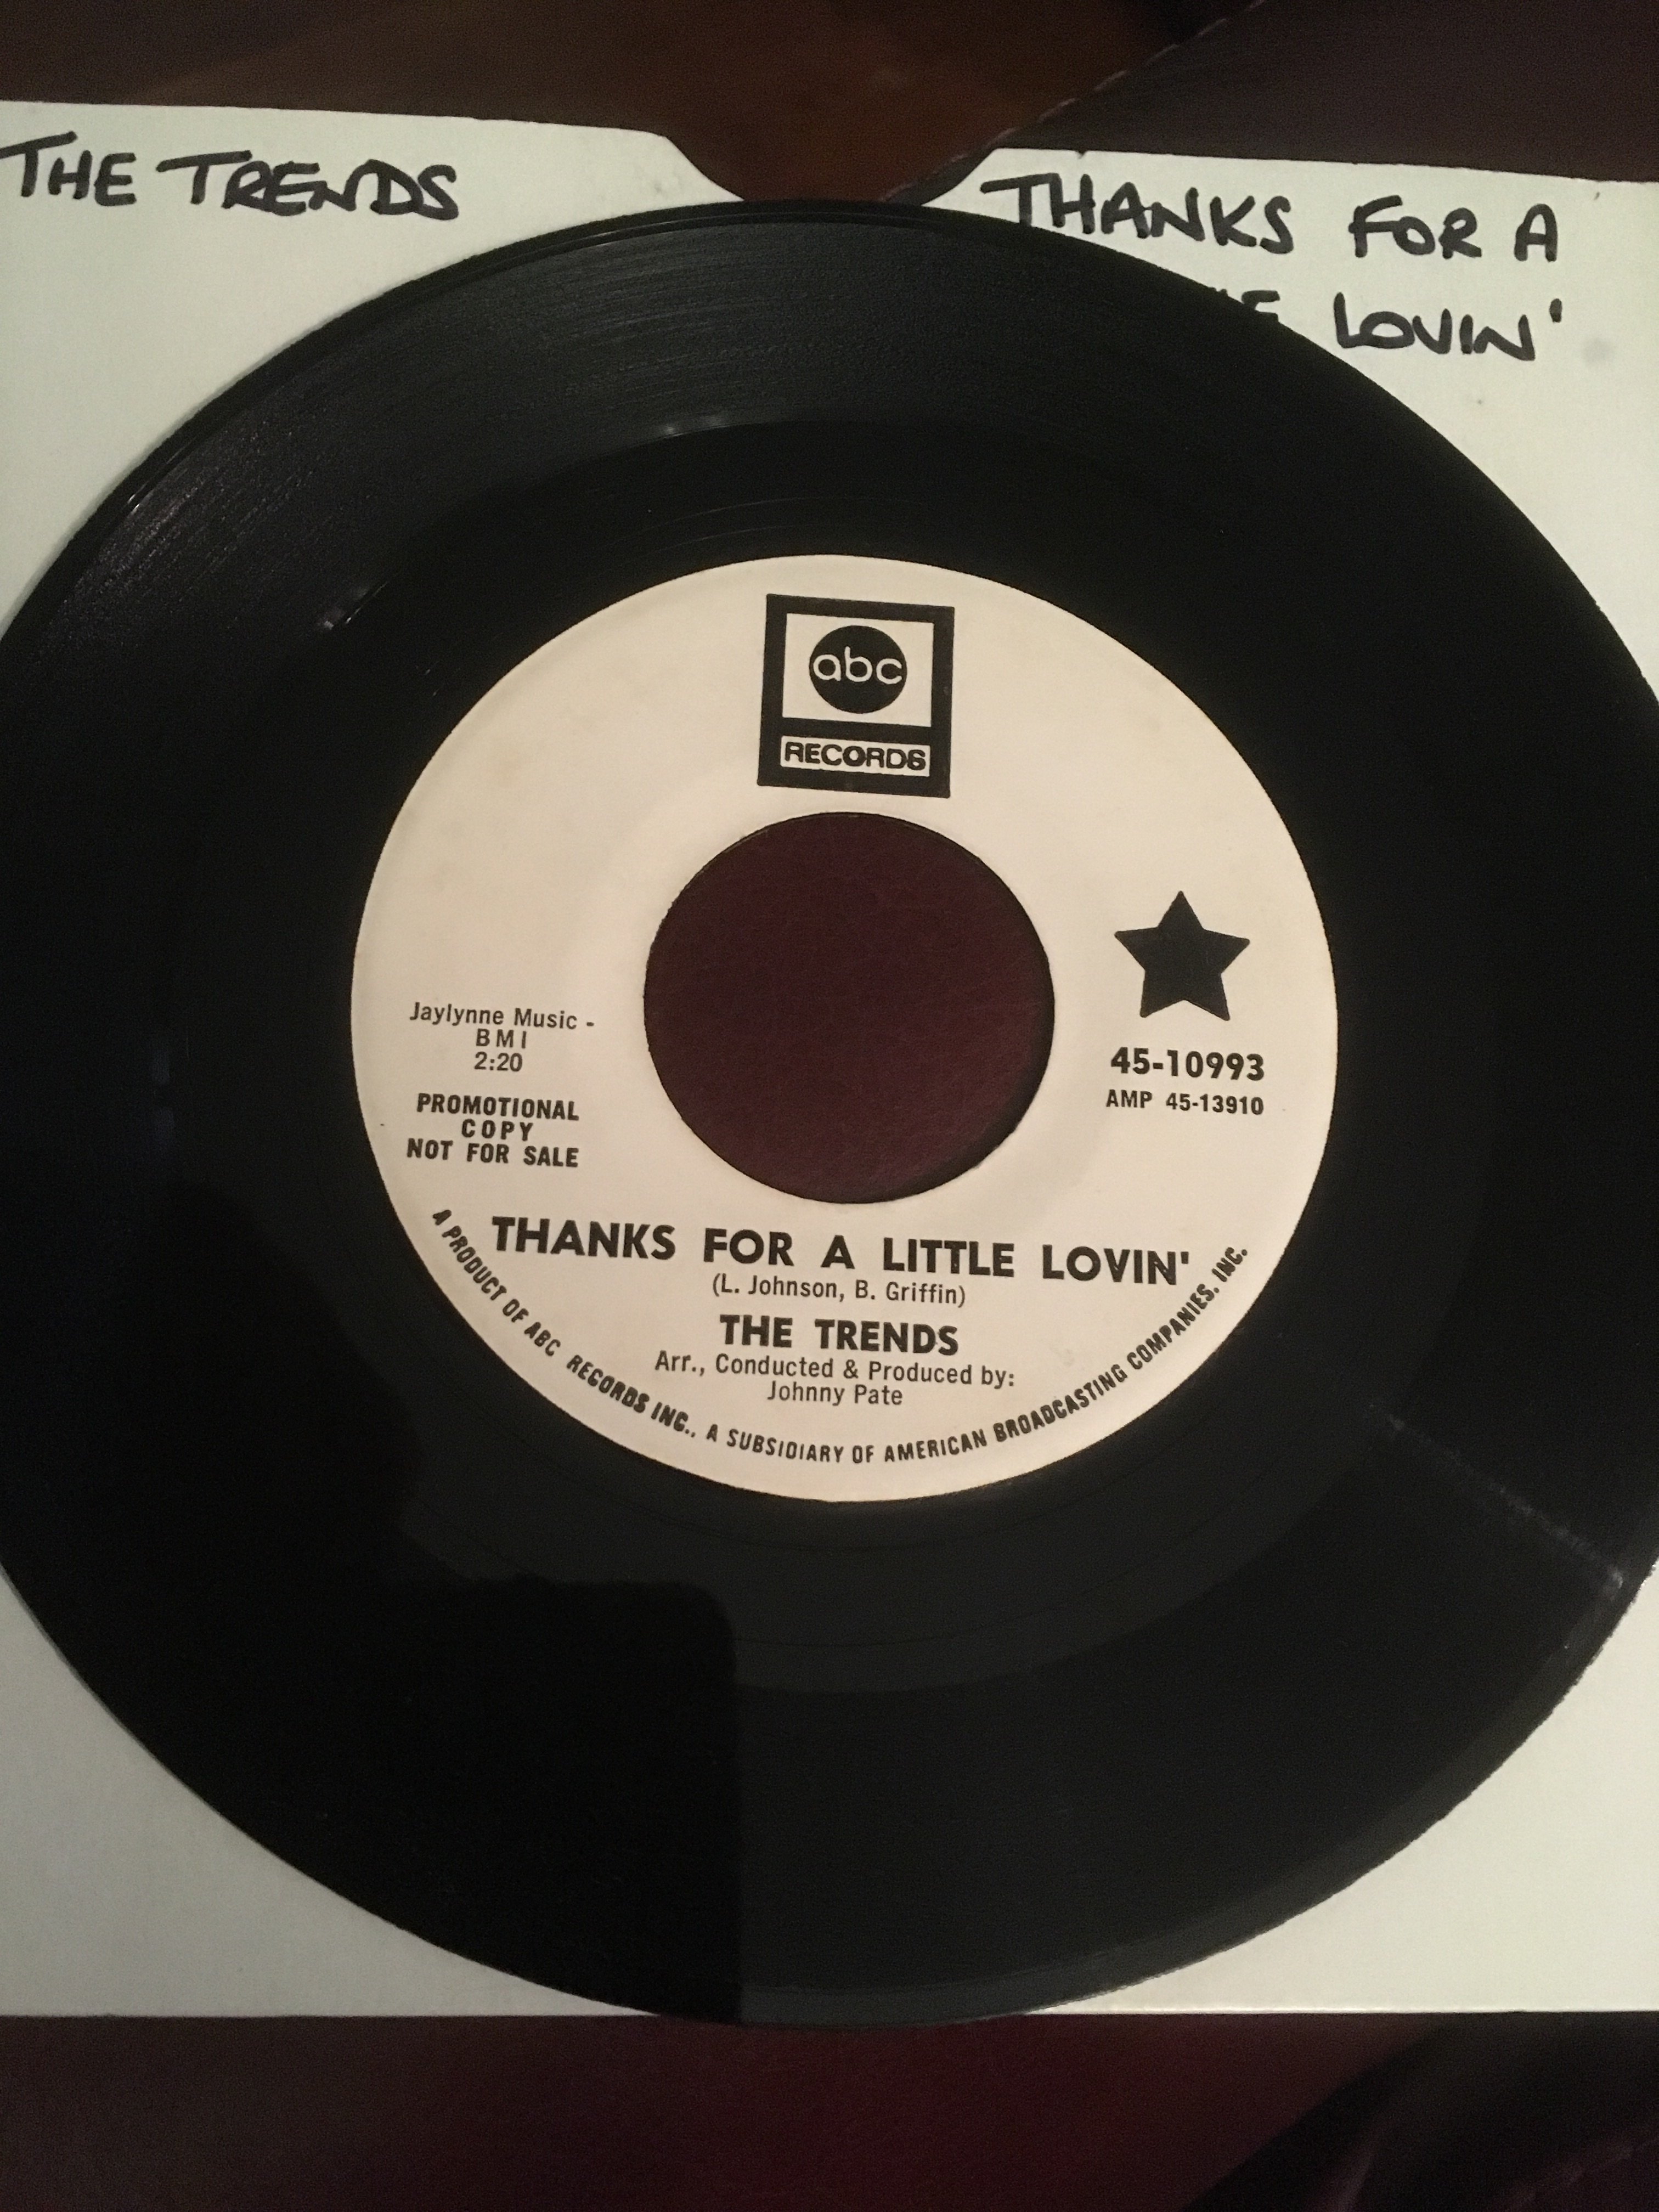 THE TRENDS
THANKS FOR A
LOVIN'
abc
RECORDS
Jaylynne Music -
BMI
2:20
PROMOTIONAL
COPY
NOT FOR SALE
45-10993
AMP 45-13910
THANKS FOR A LITTLE LOVIN'
(L. Johnson, B. Griffin)
THE TRENDS
Arr., Conducted & Produced by:
Johnny Pate
A PRODUCT OF ABC RECORDS INC., A SUBSIDIARY OF AMERICAN BROADCASTING COMPANIES, INC.